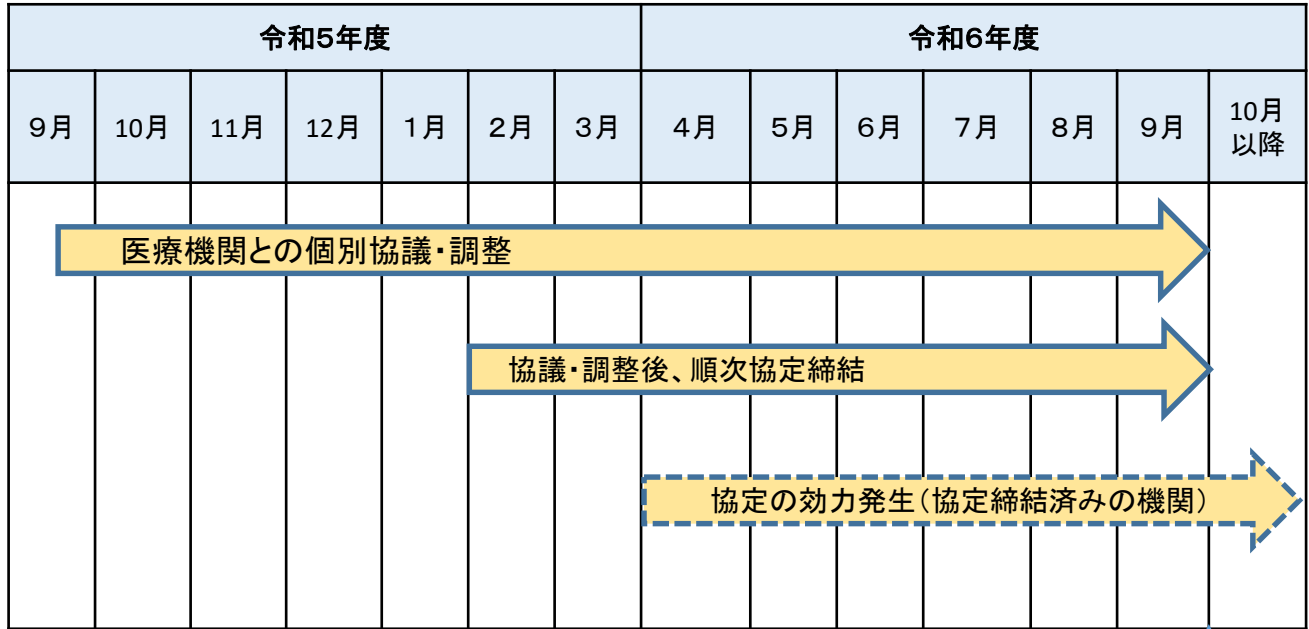 令和5年度
令和6年度
９月
10月
11月
12月
１月
２月
３月
４月
５月
６月
７月
８月
９月
10月
以降
医療機関との個別協議・調整
協議・調整後、順次協定締結
協定の効力発生（協定締結済みの機関）